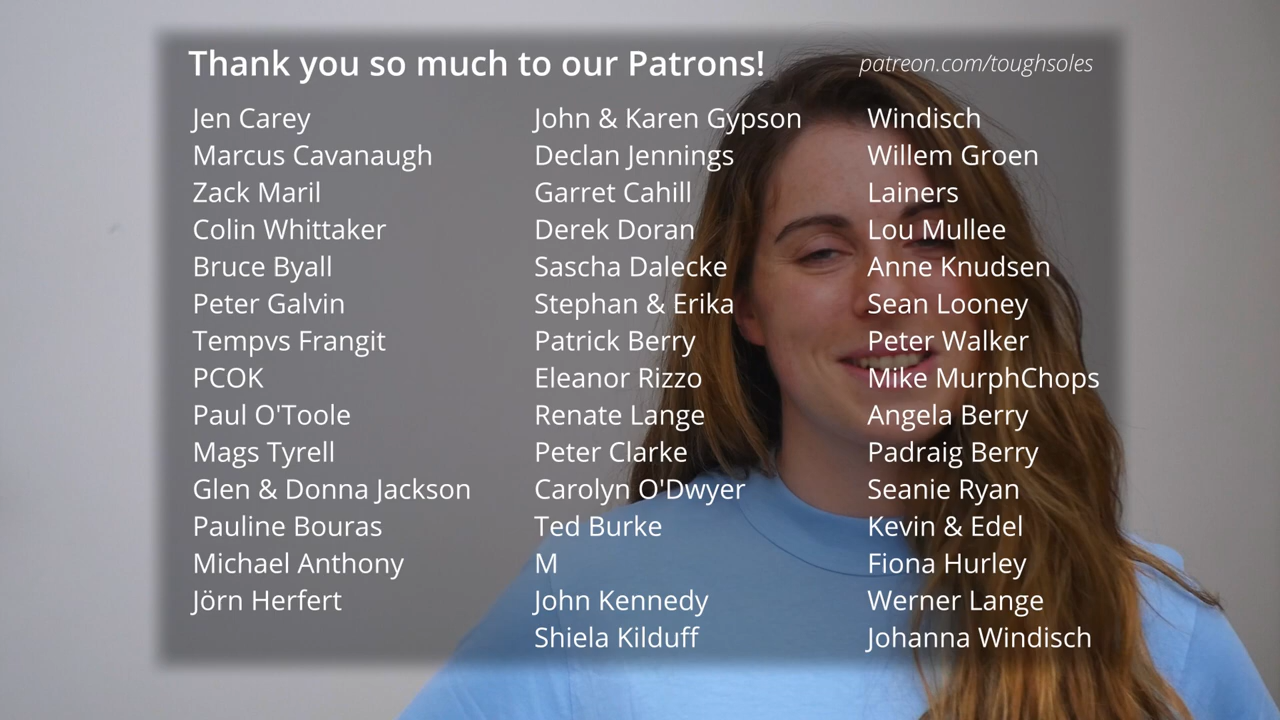 Thank you so much to our Patrons!
patreon.com/toughsoles
Jen Carey
Marcus Cavanaugh
Zack Maril
Colin Whittaker
Bruce Byall
Peter Galvin
Tempvs Frangit
PCOK
Paul O'Toole
Mags Tyrell
Glen & Donna Jackson
Pauline Bouras
Michael Anthony
Jörn Herfert
John & Karen Gypson
Declan Jennings
Garret Cahill
Derek Doran
Sascha Dalecke
Stephan & Erika
Patrick Berry
Eleanor Rizzo
Renate Lange
Peter Clarke
Carolyn O'Dwyer
Ted Burke
M
John Kennedy
Shiela Kilduff
Windisch
Willem Groen
Lainers
Lou Mullee
Anne Knudsen
Sean Looney
Peter Walker
Mike MurphChops
Angela Berry
Padraig Berry
Seanie Ryan
Kevin & Edel
Fiona Hurley
Werner Lange
Johanna Windisch